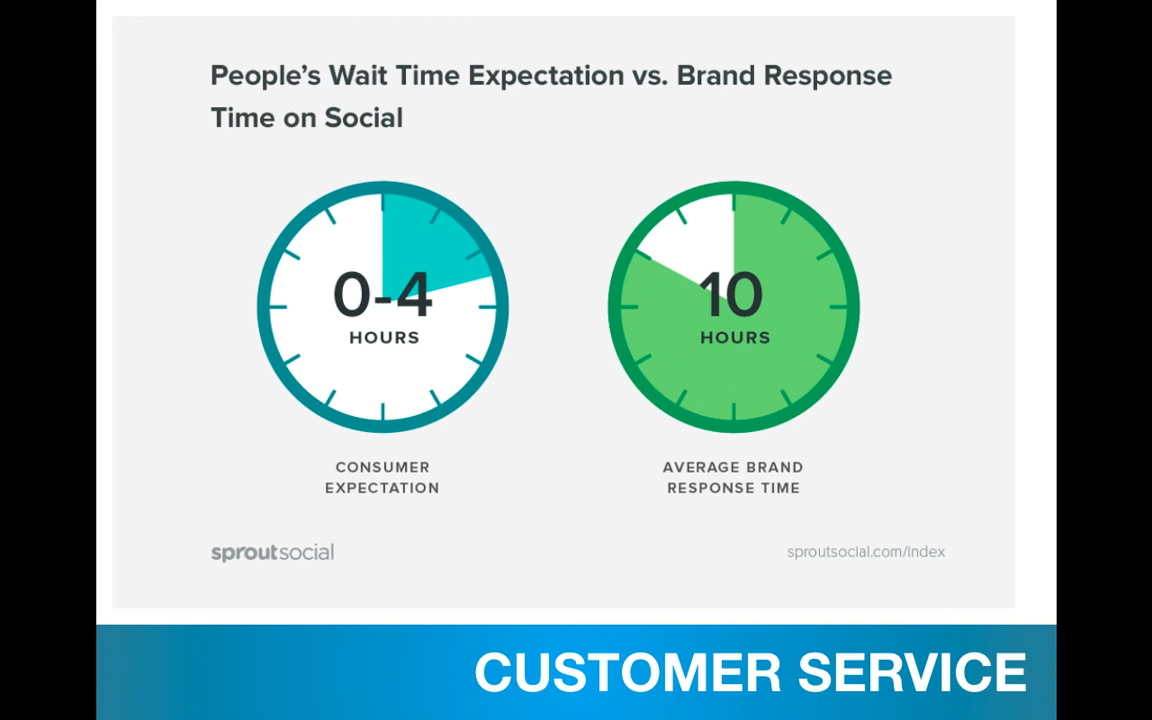 People's Wait Time Expectation vs. Brand Response
Time on Social
0-4
HOURS
10
HOURS
CONSUMER
EXPECTATION
AVERAGE BRAND
RESPONSE TIME
sproutsocial
sproutsocial.com/index
CUSTOMER SERVICE